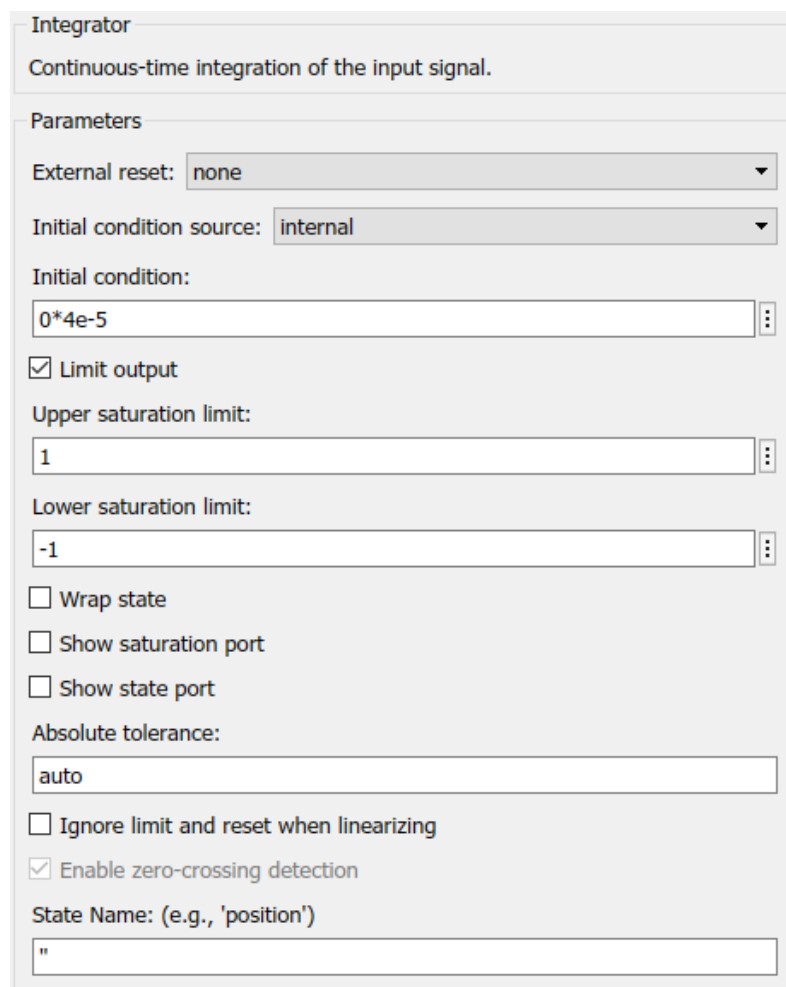 Integrator
Continuous-time integration of the input signal.
Parameters
External reset: none
Initial condition source: internal
Initial condition:
0*4e-5
Limit output
Upper saturation limit:
1
Lower saturation limit:
-1
Wrap state
Show saturation port
Show state port
Absolute tolerance:
auto
Ignore limit and reset when linearizing
Enable zero-crossing detection
State Name: (e.g., 'position')
''